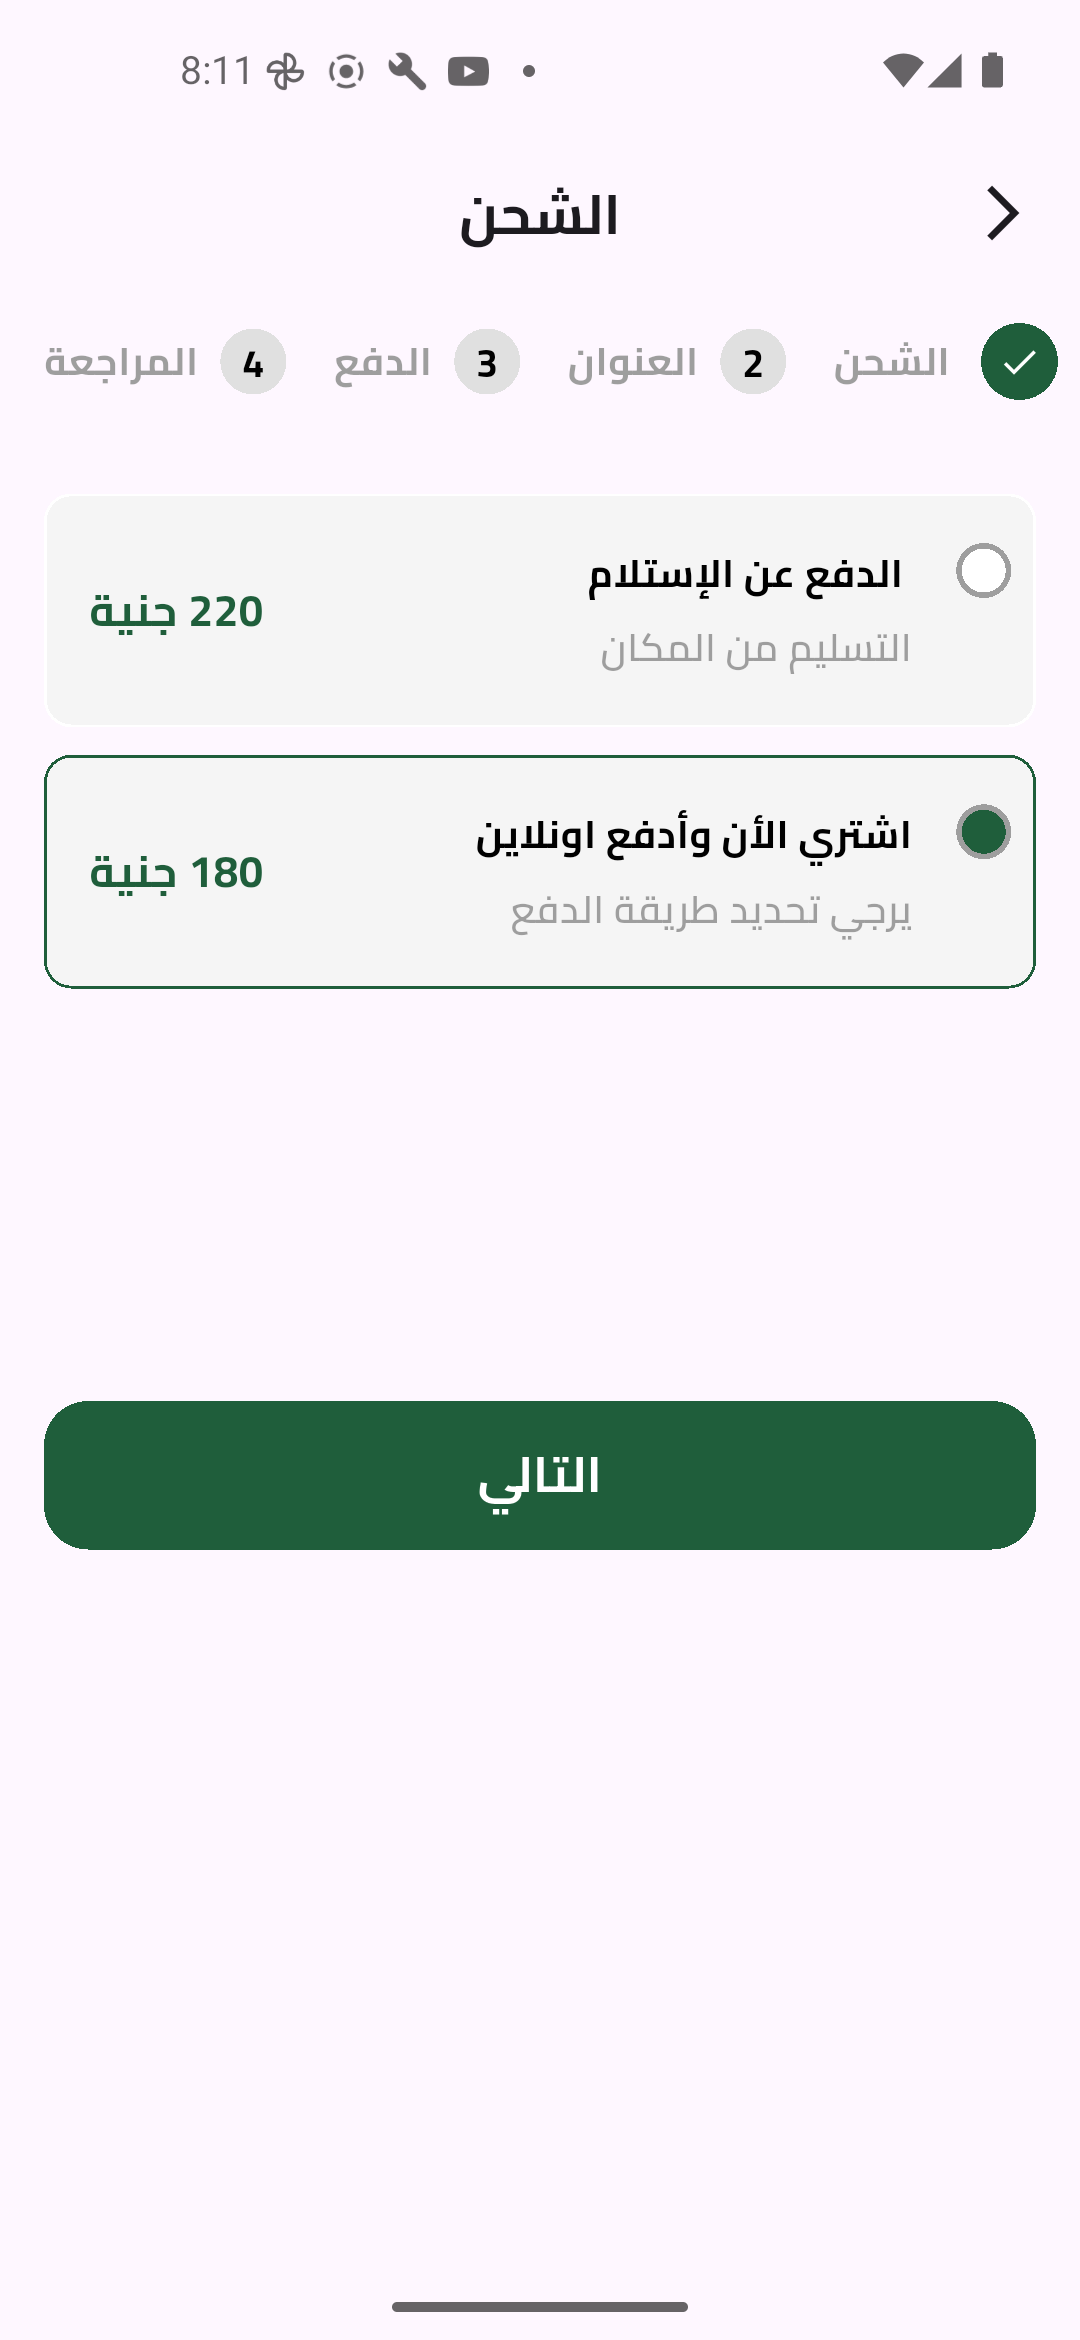 8:11
الشحن
الشحن 2 العنوان 3 الدفع 4 المراجعة
الدفع عن الإستلام
220 جنية
التسليم من المكان
اشتري الأن وأدفع اونلاين
180 جنية
يرجي تحديد طريقة الدفع
التالي